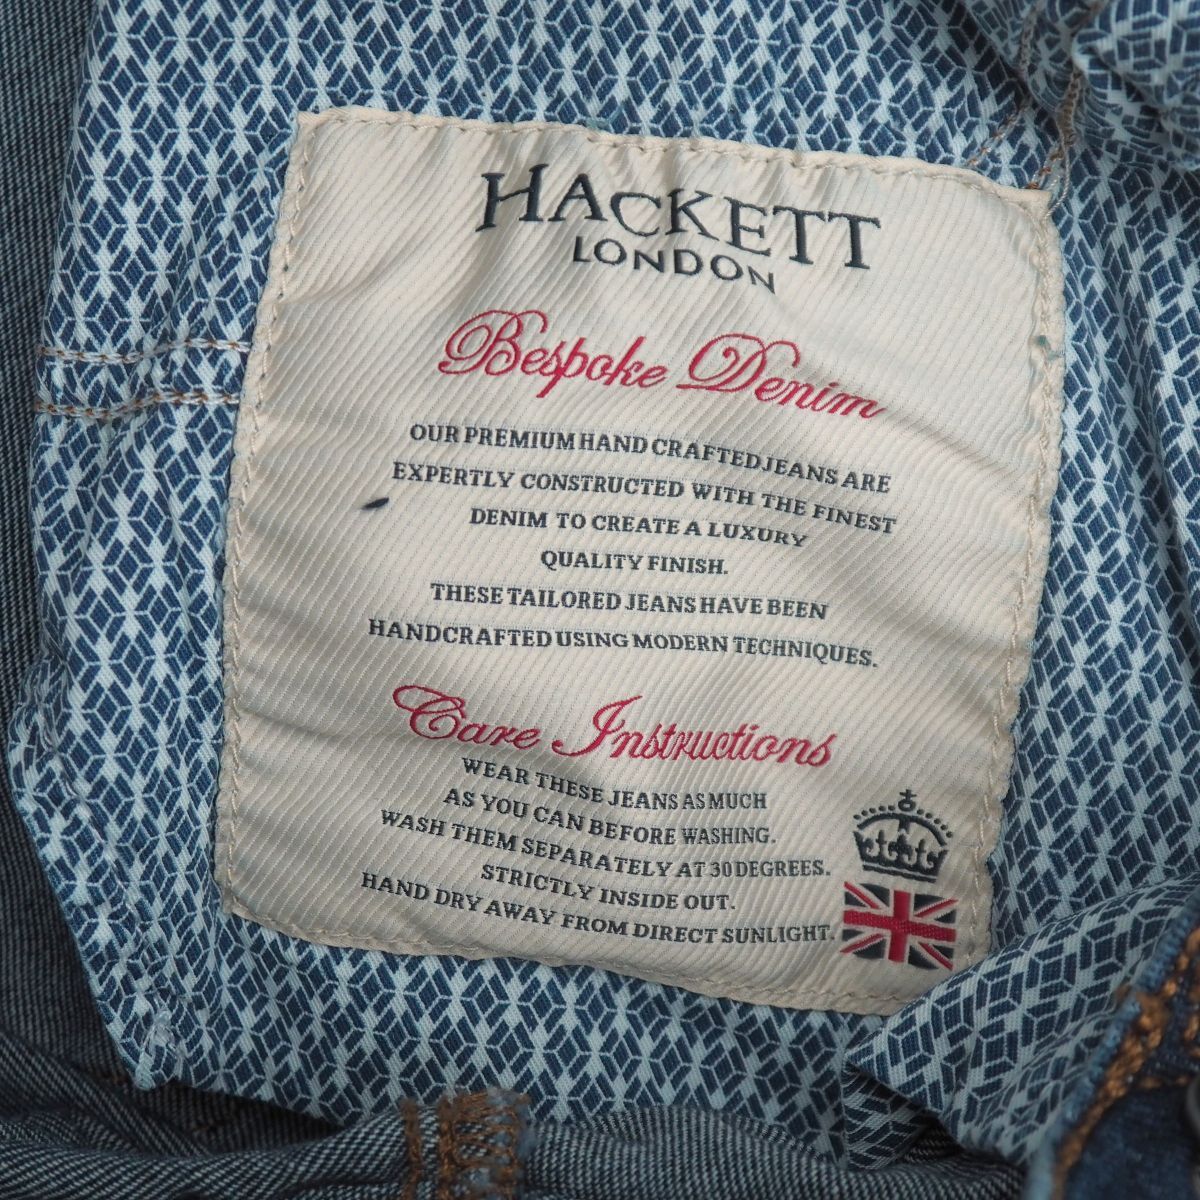 HACKETT
LONDON
Bespoke Denim
OUR PREMIUM HAND CRAFTED JEANS ARE
EXPERTLY CONSTRUCTED WITH THE FINEST
DENIM TO CREATE A LUXURY
QUALITY FINISH.
THESE TAILORED JEANS HAVE BEEN
HANDCRAFTED USING MODERN TECHNIQUES.
Care Instructions
WEAR THESE JEANS AS MUCH
AS YOU CAN BEFORE WASHING.
WASH THEM SEPARATELY AT 30 DEGREES.
STRICTLY INSIDE OUT.
HAND DRY AWAY FROM DIRECT SUNLIGHT.